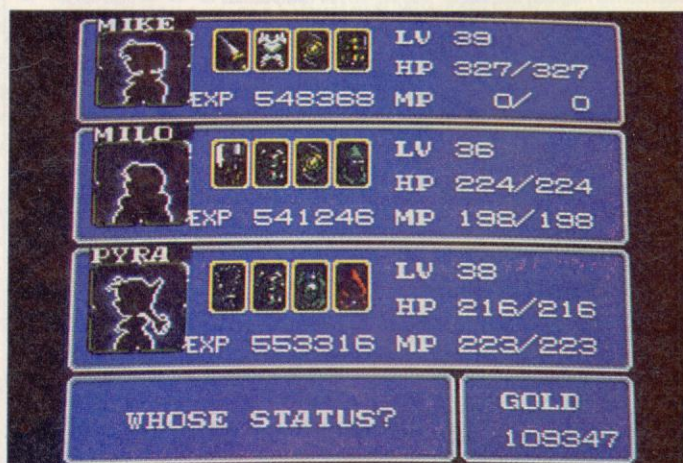 MIKE
LV 39
HP 327/327
EXP 548368 MP 0/ 0
MILO
LV 36
HP 224/224
EXP 541246 MP 198/198
PYRA
LV 38
HP 216/216
EXP 553316 MP 223/223
WHOSE STATUS?
GOLD
109347